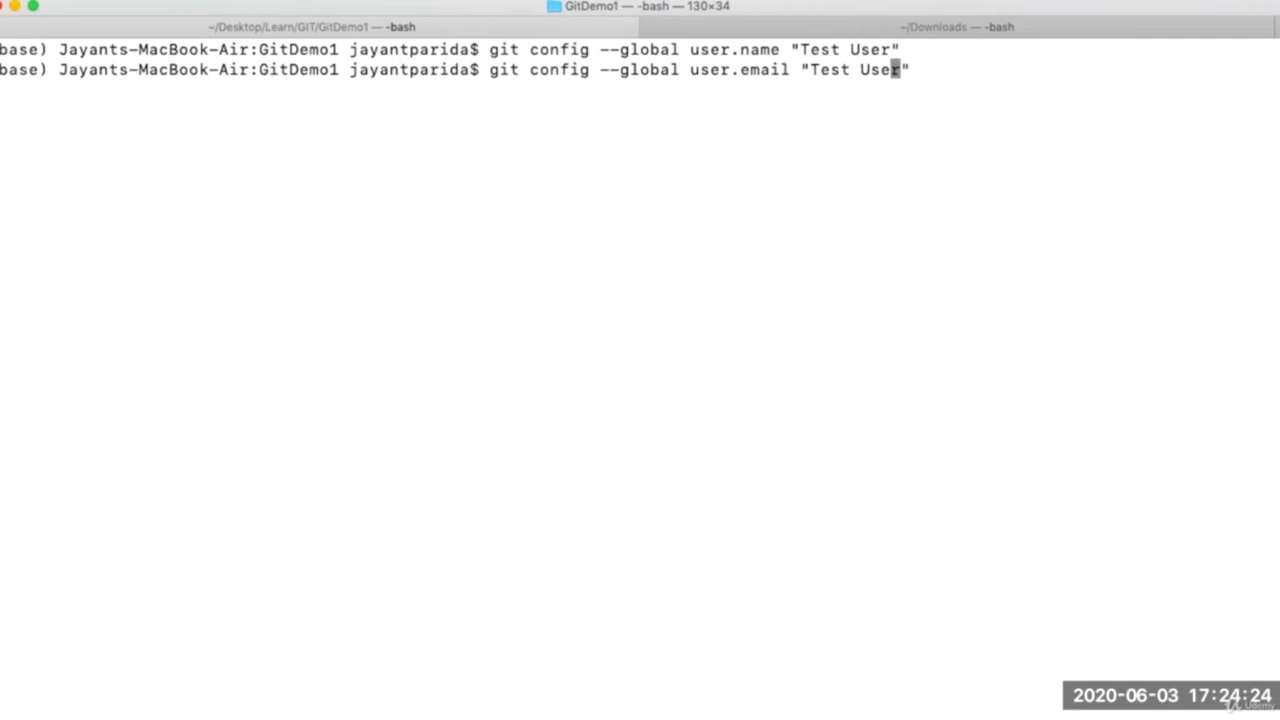 GitDemo1 — -bash — 130×34
~/Desktop/Learn/GIT/GitDemo1 — -bash ~/Downloads — -bash
base) Jayants-MacBook-Air:GitDemo1 jayantparida$ git config --global user.name "Test User"
base) Jayants-MacBook-Air:GitDemo1 jayantparida$ git config --global user.email "Test User"
2020-06-03 17:24:24
Udemy